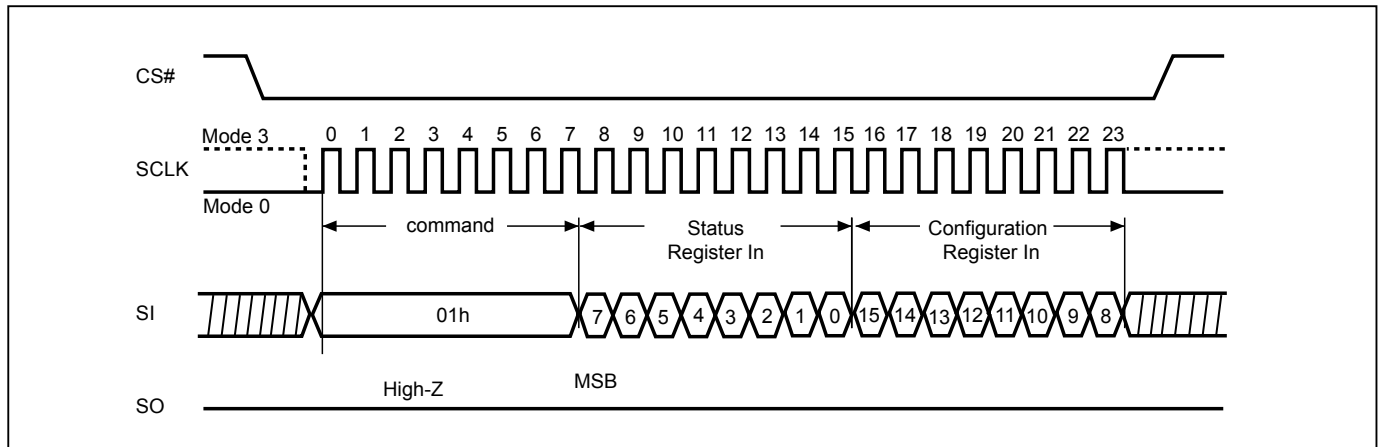 CS#
Mode 3
0 1 2 3 4 5 6 7 8 9 10 11 12 13 14 15 16 17 18 19 20 21 22 23
SCLK
Mode 0
command
Status
Register In
Configuration
Register In
SI
01h
7 6 5 4 3 2 1 0 15 14 13 12 11 10 9 8
High-Z
MSB
SO